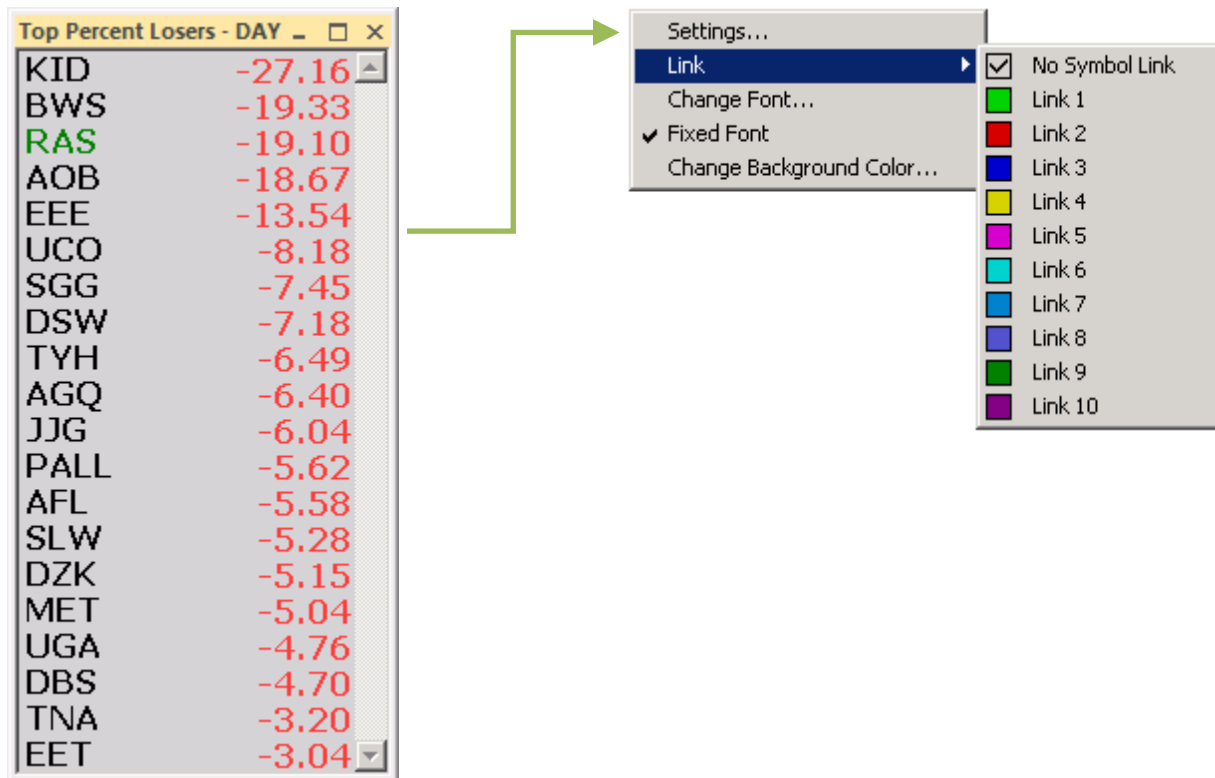 Top Percent Losers - DAY
KID -27.16
BWS -19.33
RAS -19.10
AOB -18.67
EEE -13.54
UCO -8.18
SGG -7.45
DSW -7.18
TYH -6.49
AGQ -6.40
JJG -6.04
PALL -5.62
AFL -5.58
SLW -5.28
DZK -5.15
MET -5.04
UGA -4.76
DBS -4.70
TNA -3.20
EET -3.04
Settings...
Link
Change Font...
Fixed Font
Change Background Color...
No Symbol Link
Link 1
Link 2
Link 3
Link 4
Link 5
Link 6
Link 7
Link 8
Link 9
Link 10